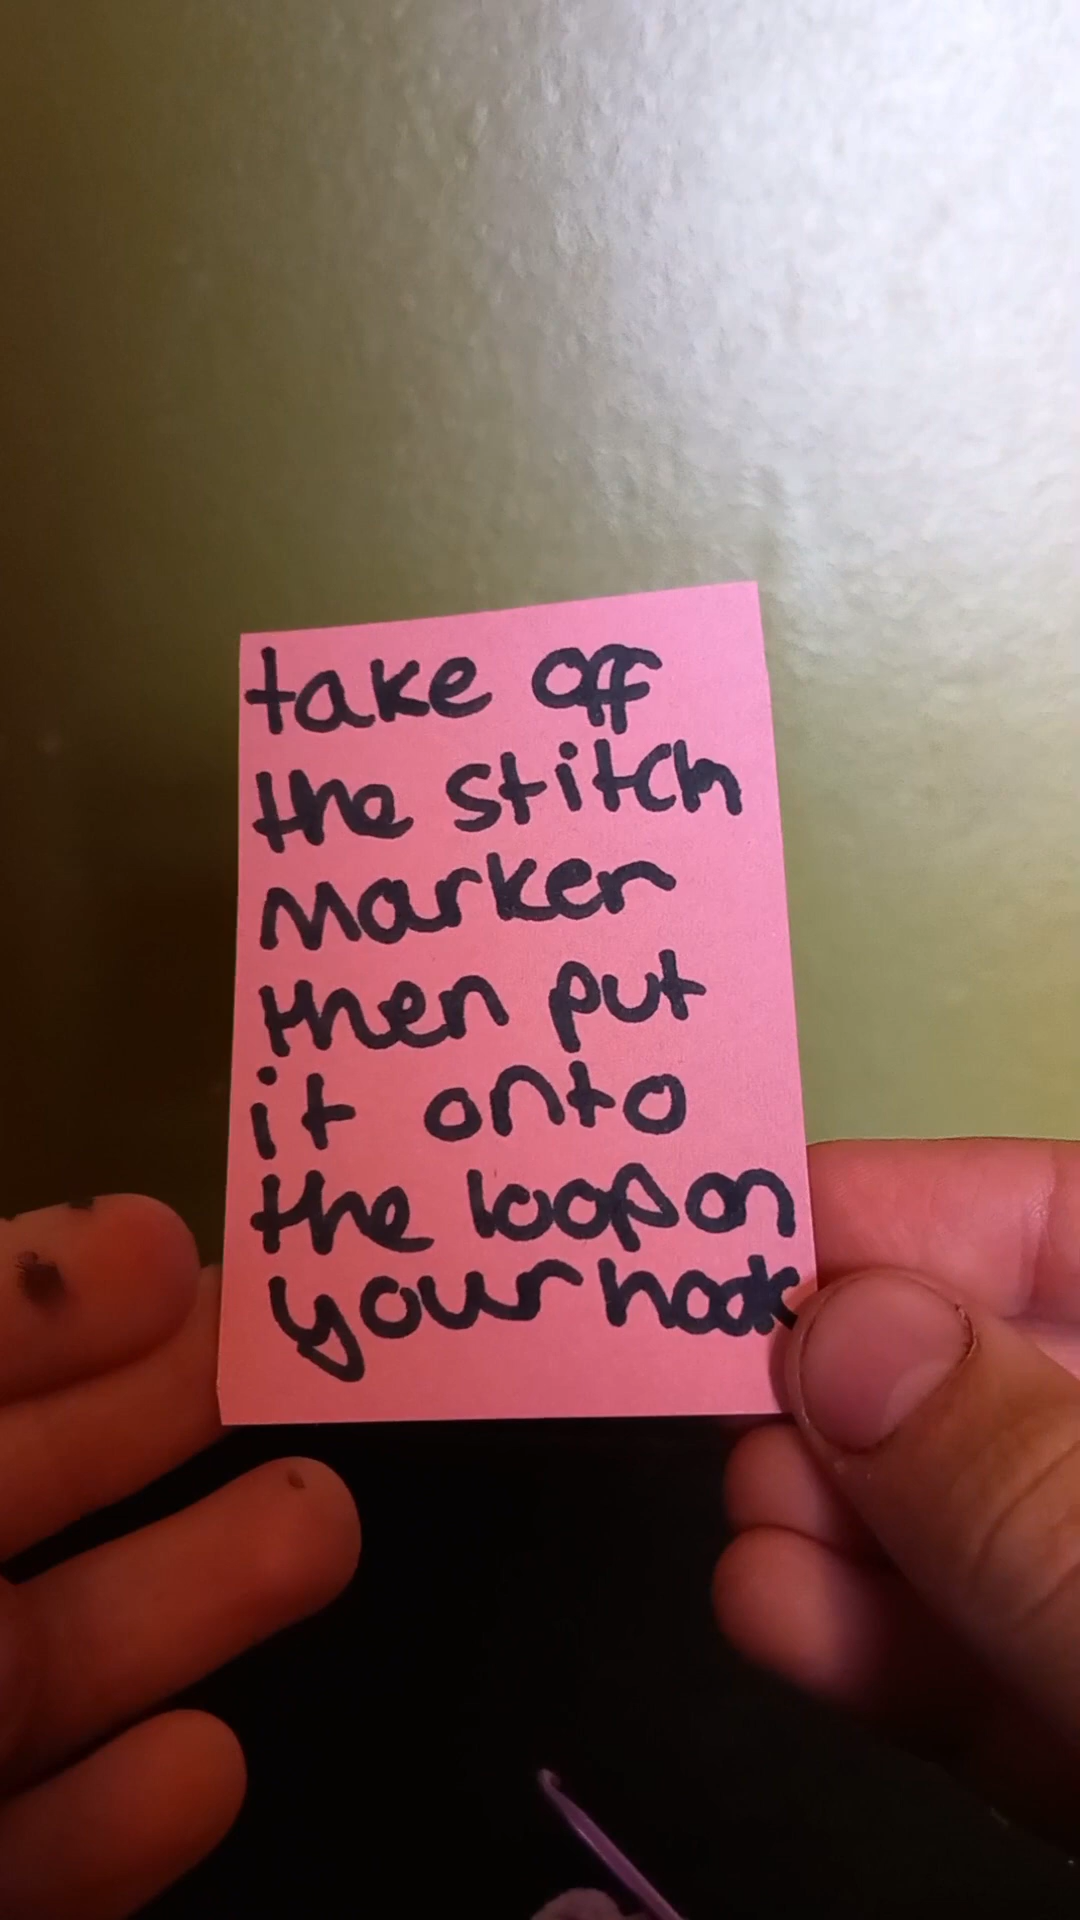 take off
the stitch
marker
then put
it onto
the loop on
your hook